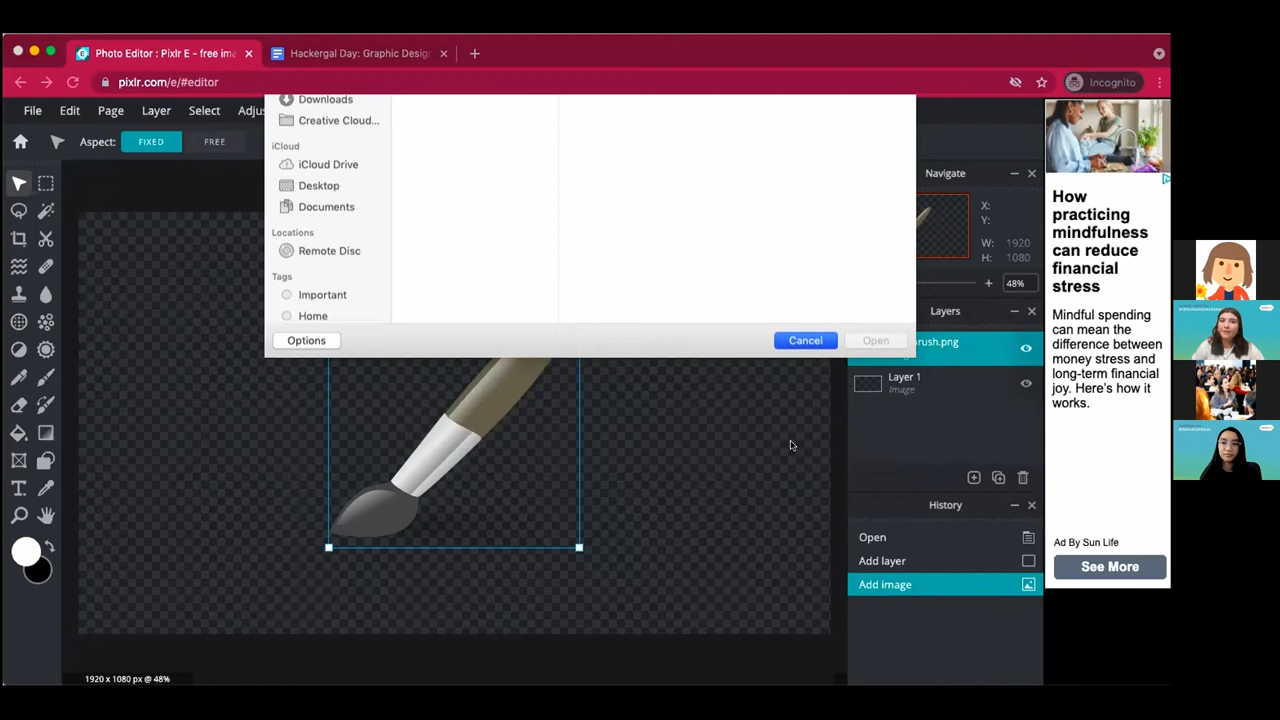 Photo Editor : Pixlr E - free ima
Hackergal Day: Graphic Desig
pixlr.com/e/#editor
Incognito
File
Edit
Page
Layer
Select
Adju
Downloads
Creative Cloud...
Aspect:
FIXED
FREE
iCloud
iCloud Drive
Desktop
Documents
Locations
Remote Disc
Tags
Important
Home
Options
Cancel
Open
Navigate
X:
Y:
W: 1920
H: 1080
48%
Layers
rush.png
Layer 1
Image
History
Open
Add layer
Add image
1920 x 1080 px @ 48%
How
practicing
mindfulness
can reduce
financial
stress
Mindful spending
can mean the
difference between
money stress and
long-term financial
joy. Here's how it
works.
Ad By Sun Life
See More